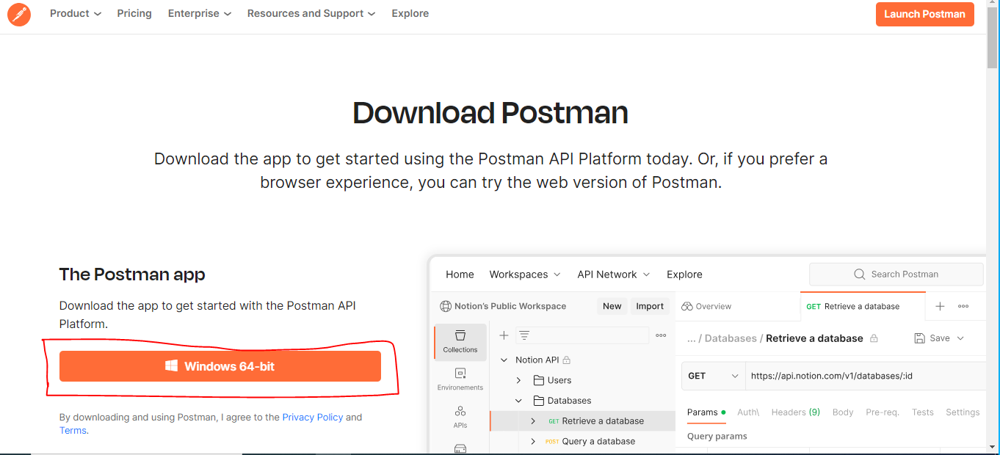 Product Pricing Enterprise Resources and Support Explore Launch Postman
Download Postman
Download the app to get started using the Postman API Platform today. Or, if you prefer a
browser experience, you can try the web version of Postman.
The Postman app
Download the app to get started with the Postman API
Platform.
Windows 64-bit
By downloading and using Postman, I agree to the Privacy Policy and
Terms.
Home Workspaces API Network Explore Search Postman
Notion's Public Workspace New Import Overview GET Retrieve a database
... / Databases / Retrieve a database Save
Collections
Environements
APIs
Notion API
Users
Databases
GET Retrieve a database
POST Query a database
GET https://api.notion.com/v1/databases/:id
Params Auth\ Headers (9) Body Pre-req. Tests Settings
Query params